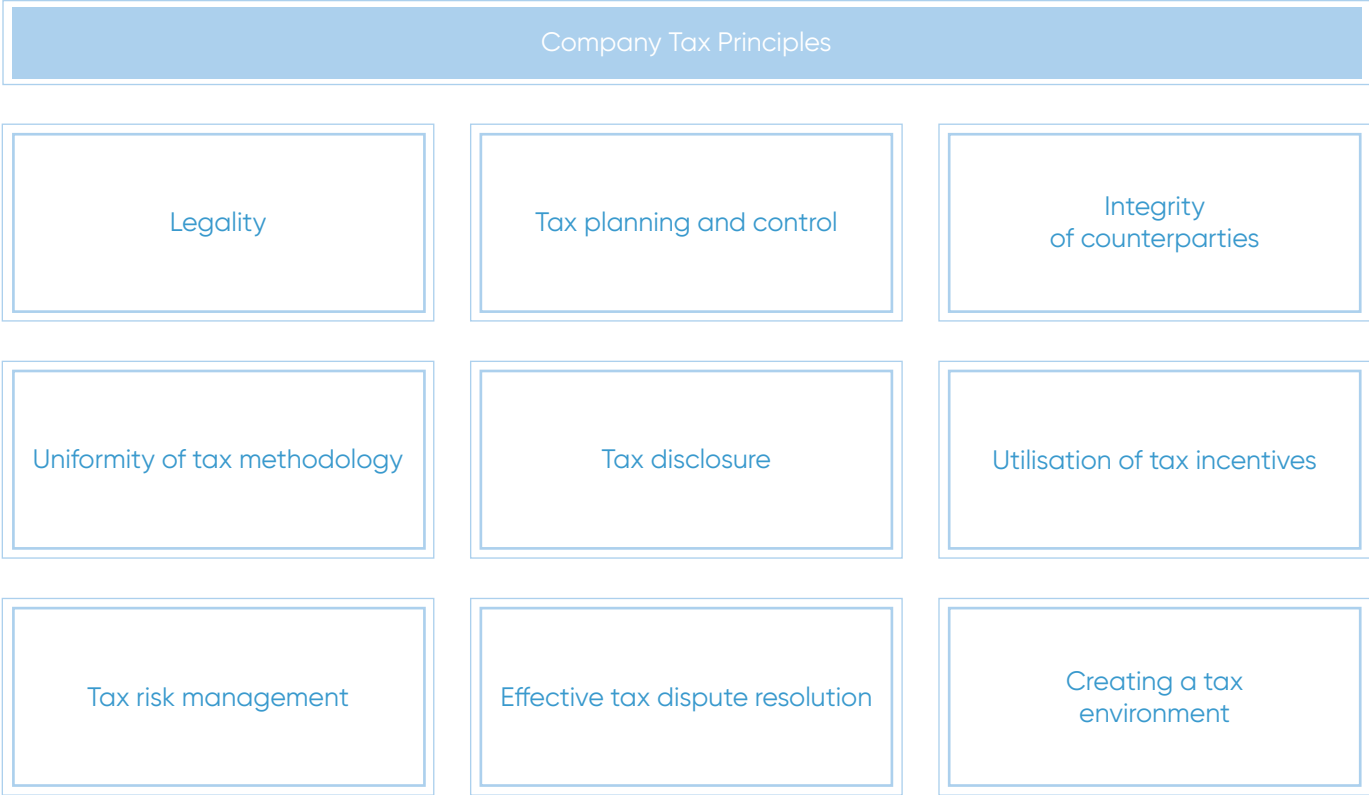 Company Tax Principles
Legality
Tax planning and control
Integrity
of counterparties
Uniformity of tax methodology
Tax disclosure
Utilisation of tax incentives
Tax risk management
Effective tax dispute resolution
Creating a tax
environment